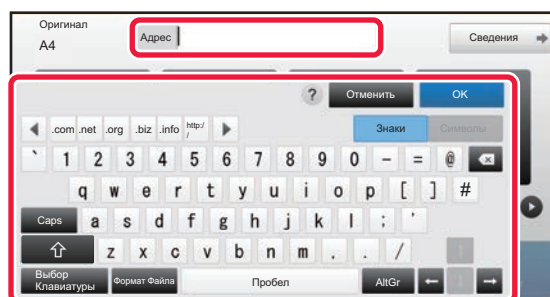 Оригинал
A4
Адрес
Сведения
? Отменить OK
.com .net .org .biz .info http:/
/
Знаки Символы
` 1 2 3 4 5 6 7 8 9 0 - = @
q w e r t y u i o p [ ] #
Caps a s d f g h j k l ; '
z x c v b n m . . /
Выбор
Клавиатуры Формат Файла Пробел AltGr